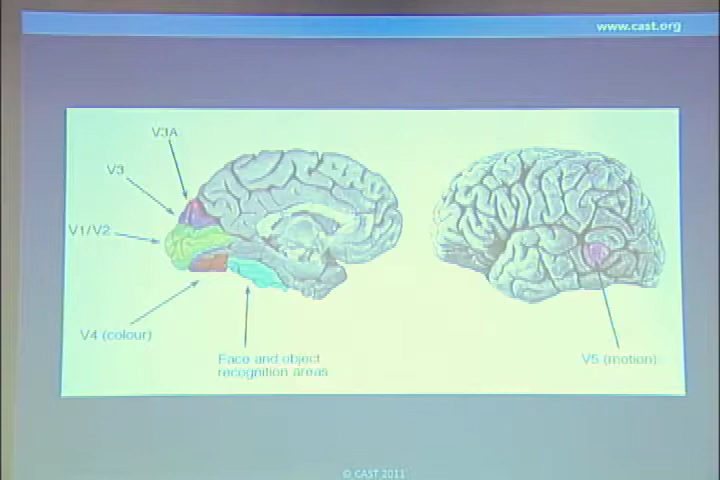 www.cast.org
V3A
V3
V1/V2
V4 (colour)
Face and object
recognition areas
V5 (motion)
© CAST 2011